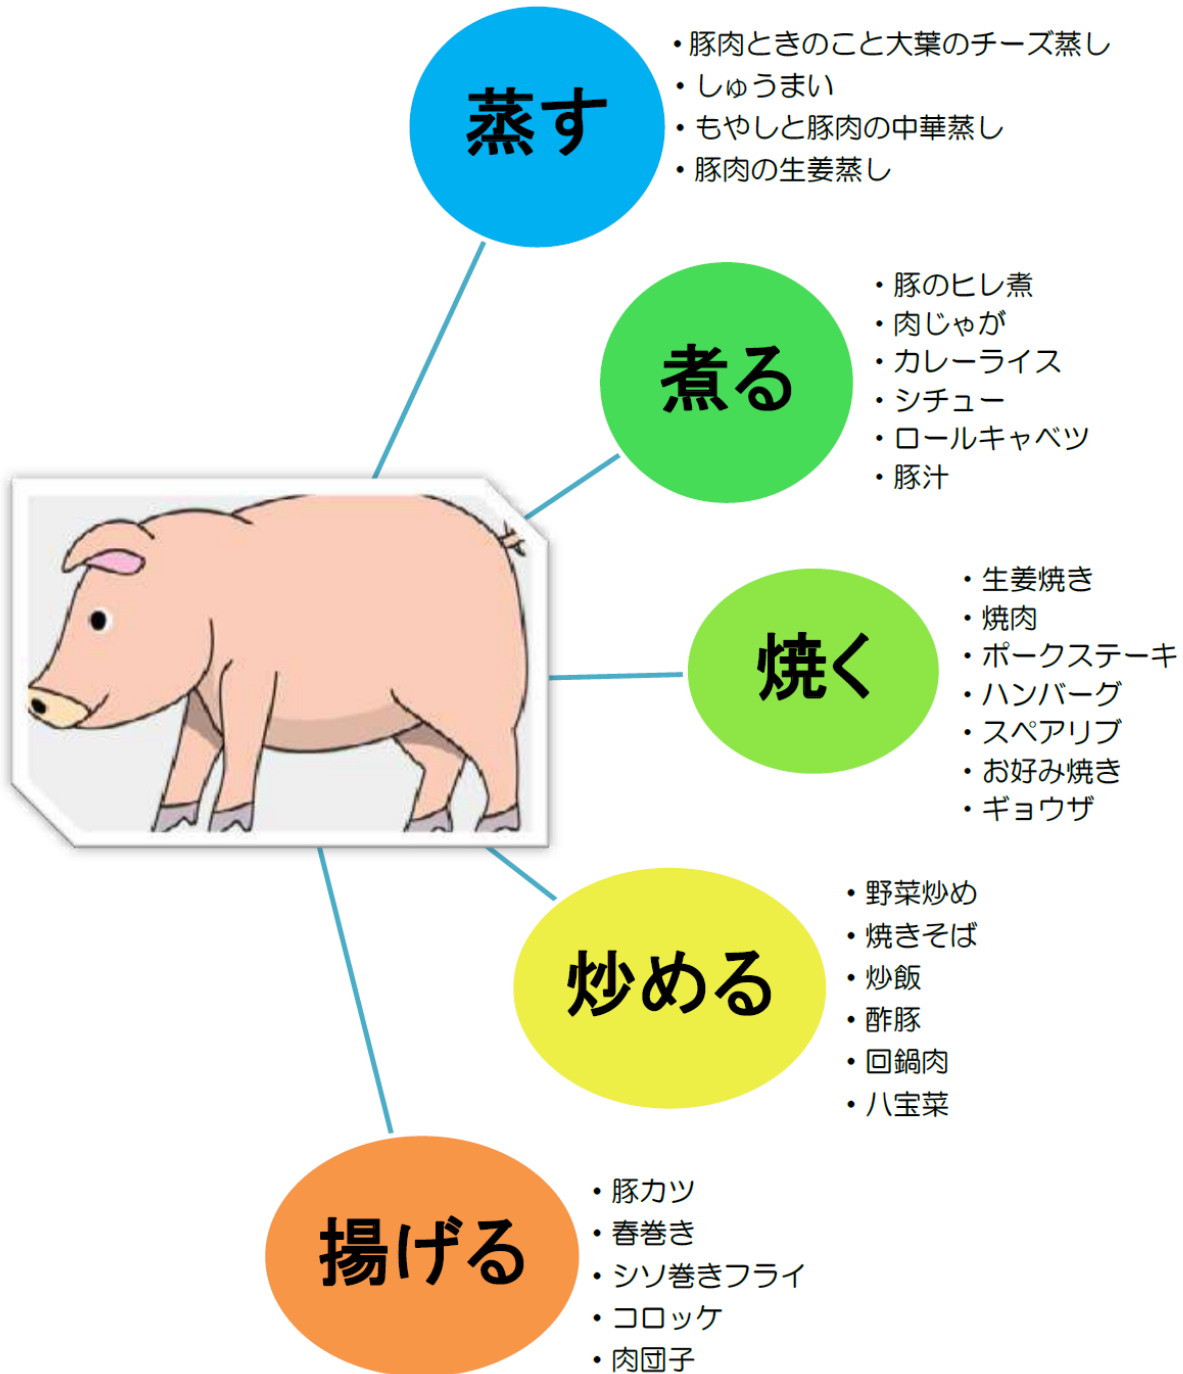 蒸す
・豚肉ときのこと大葉のチーズ蒸し
・しゅうまい
・もやしと豚肉の中華蒸し
・豚肉の生姜蒸し
煮る
・豚のヒレ煮
・肉じゃが
・カレーライス
・シチュー
・ロールキャベツ
・豚汁
焼く
・生姜焼き
・焼肉
・ポークステーキ
・ハンバーグ
・スペアリブ
・お好み焼き
・ギョウザ
炒める
・野菜炒め
・焼きそば
・炒飯
・酢豚
・回鍋肉
・八宝菜
揚げる
・豚カツ
・春巻き
・シソ巻きフライ
・コロッケ
・肉団子